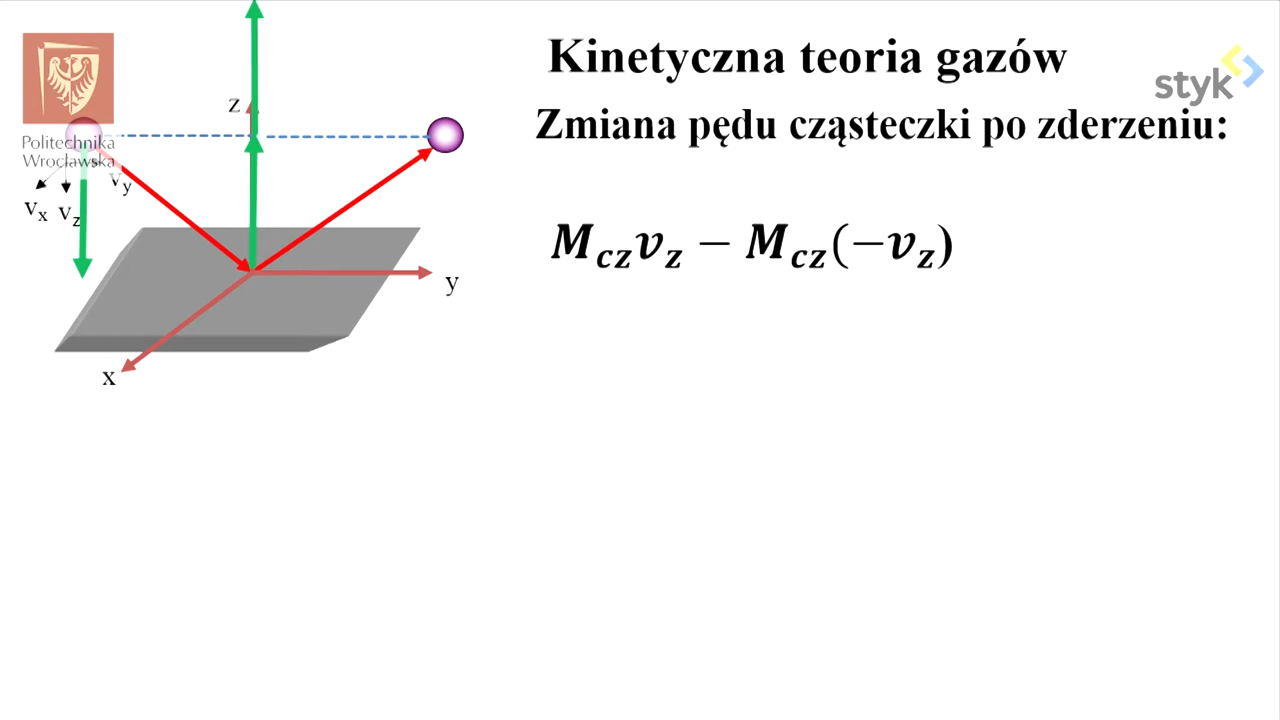 Kinetyczna teoria gazów
styk
Zmiana pędu cząsteczki po zderzeniu:
M_cz v_z − M_cz(−v_z)
z
Politechnika
Wrocławska
v_y
v_x v_z
y
x